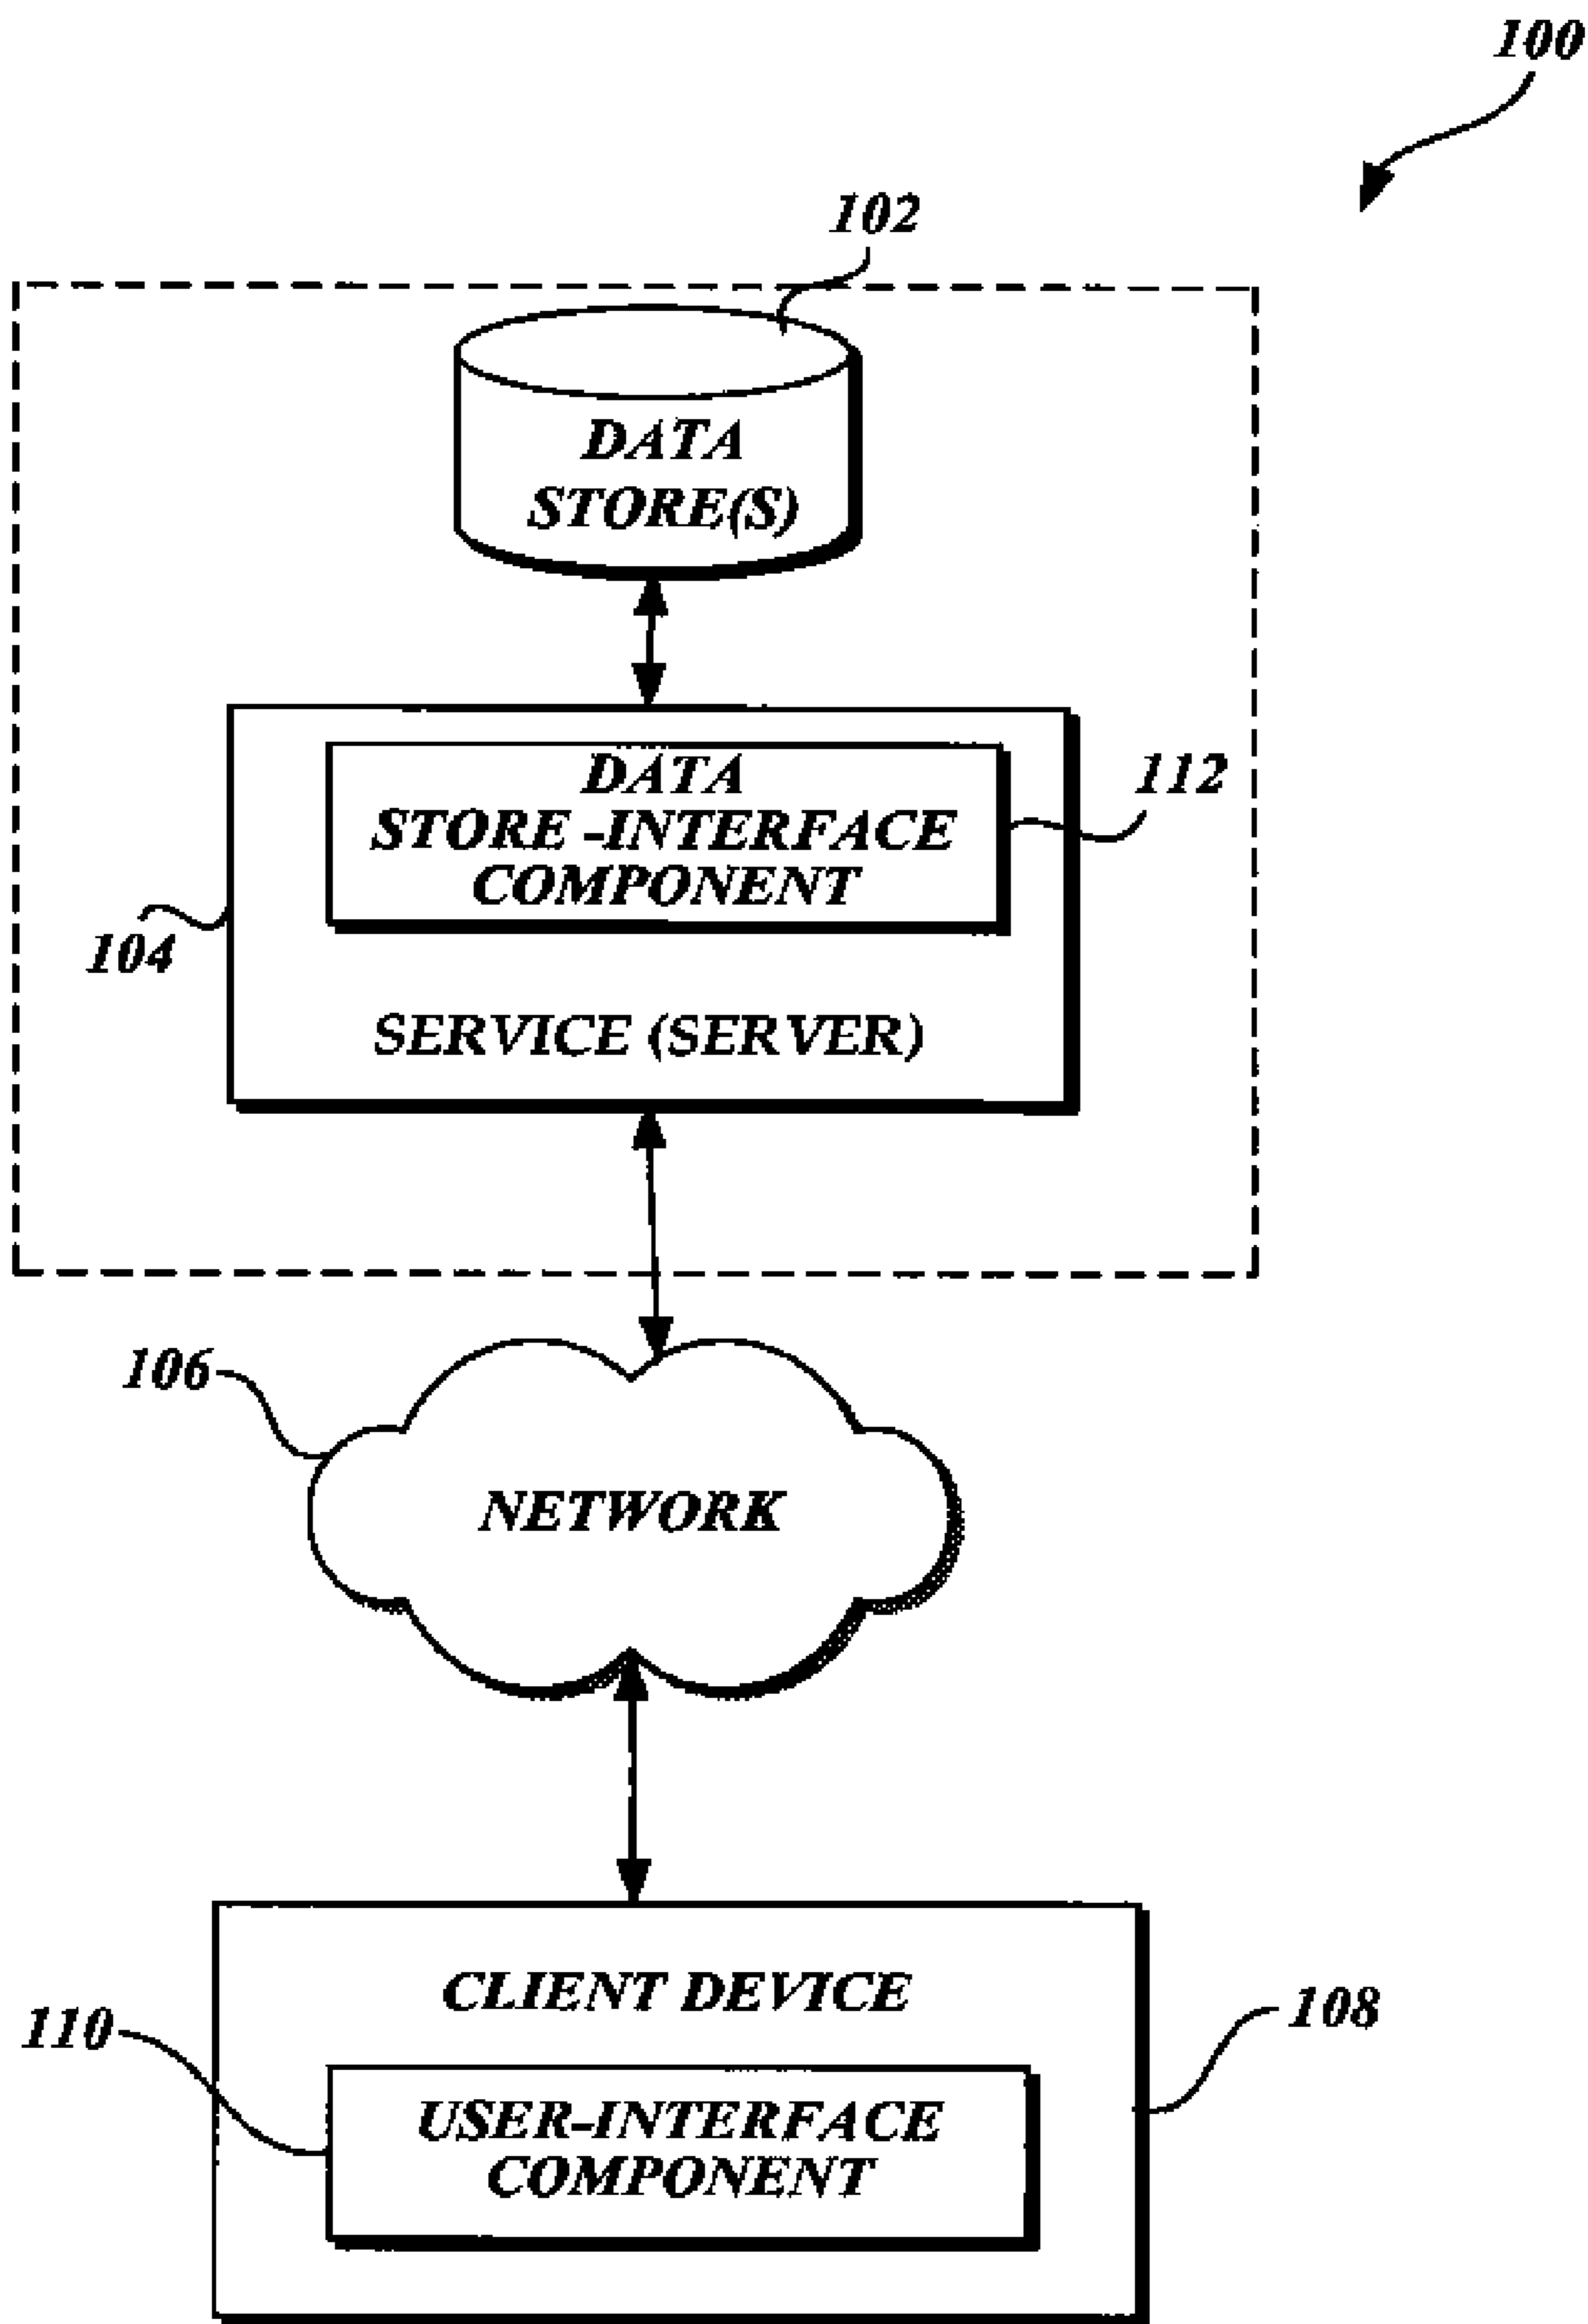 100
102
DATA
STORE(S)
DATA
STORE -INTERFACE
COMPONENT
112
104
SERVICE (SERVER)
106
NETWORK
CLIENT DEVICE
108
110
USER-INTERFACE
COMPONENT